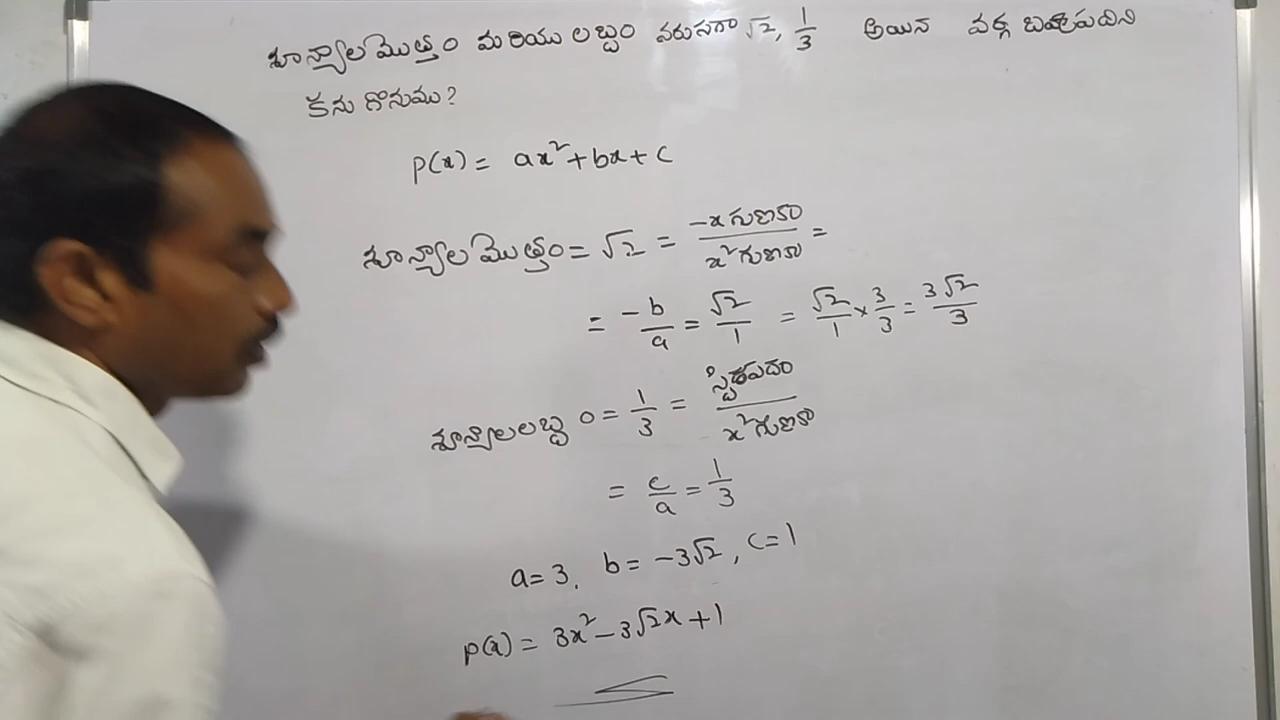 శూన్యాల మొత్తం మరియు లబ్దం వరుసగా √2, 1/3 అయిన వర్గ బహుపదిని
కనుగొనుము?
p(x) = ax² + bx + c
శూన్యాల మొత్తం = √2 = -x గుణకం / x² గుణకం =
= -b/a = √2/1 = √2/1 × 3/3 = 3√2/3
శూన్యాల లబ్దం = 1/3 = స్థిరపదం / x² గుణకం
= c/a = 1/3
a = 3, b = -3√2, c = 1
p(x) = 3x² - 3√2x + 1